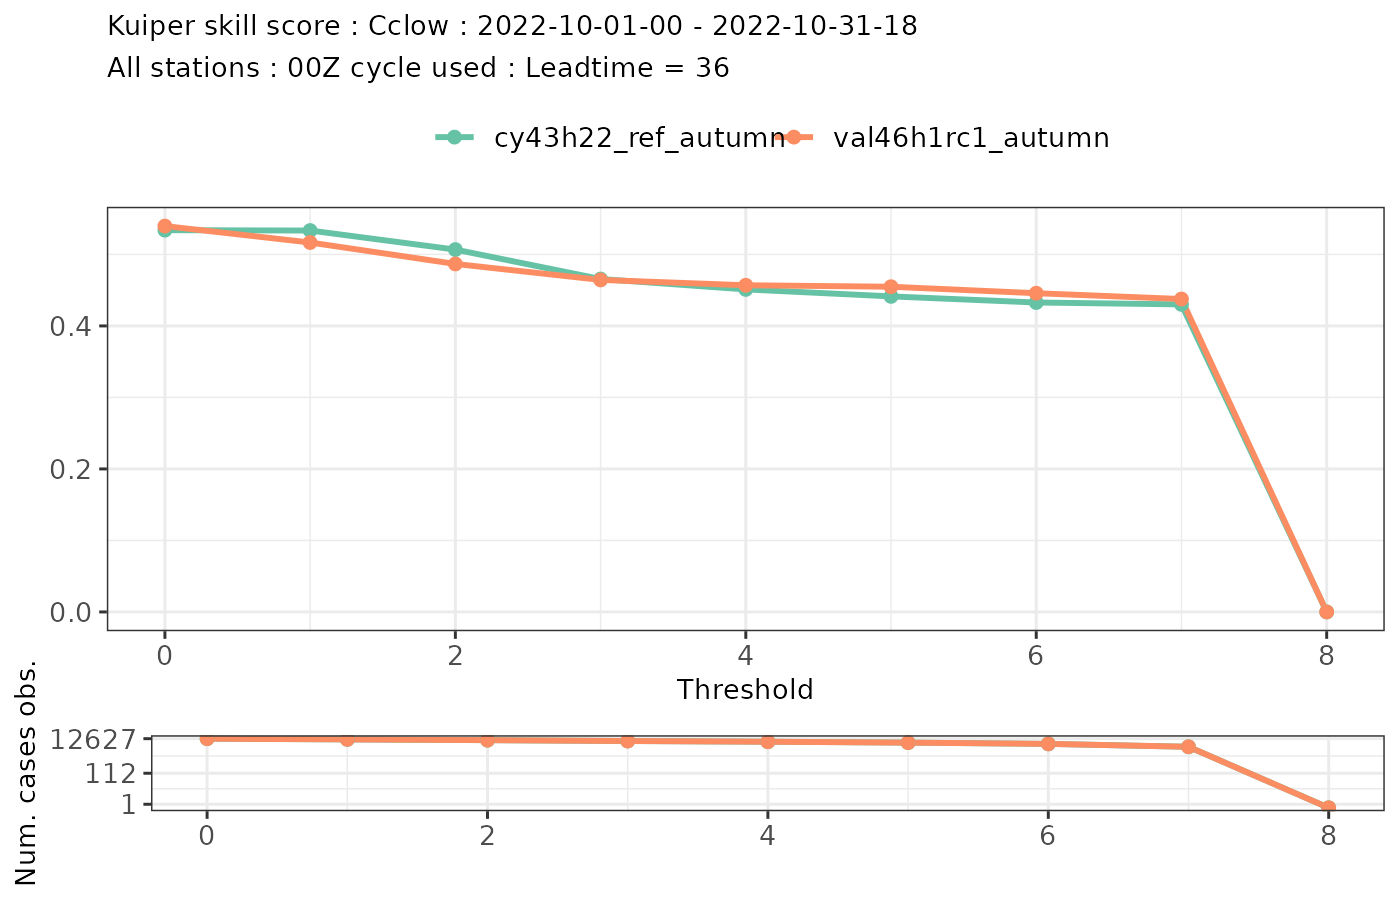 Kuiper skill score : Cclow : 2022-10-01-00 - 2022-10-31-18
All stations : 00Z cycle used : Leadtime = 36
cy43h22_ref_autumn val46h1rc1_autumn
0.4
0.2
0.0
0 2 4 6 8
Threshold
Num. cases obs.
12627
112
1
0 2 4 6 8